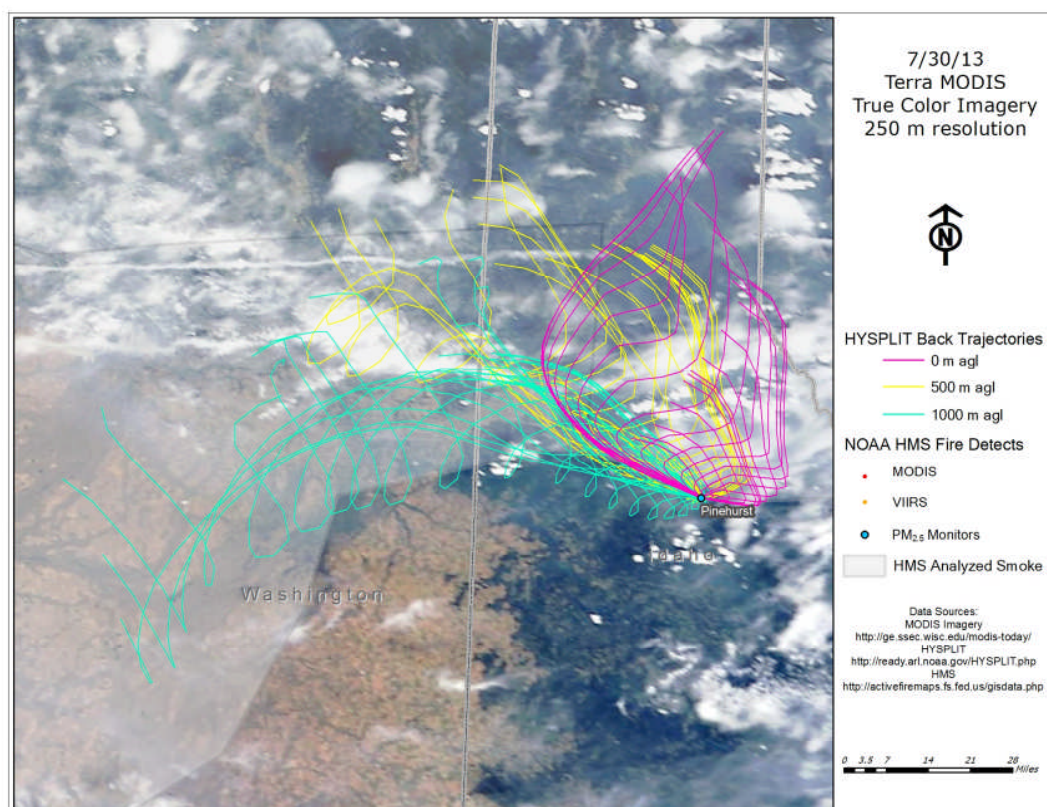 7/30/13
Terra MODIS
True Color Imagery
250 m resolution
N
HYSPLIT Back Trajectories
0 m agl
500 m agl
1000 m agl
NOAA HMS Fire Detects
MODIS
VIIRS
PM2.5 Monitors
HMS Analyzed Smoke
Pinehurst
Idaho
Washington
Data Sources:
MODIS Imagery
http://ge.ssec.wisc.edu/modis-today/
HYSPLIT
http://ready.arl.noaa.gov/HYSPLIT.php
HMS
http://activefiremaps.fs.fed.us/gisdata.php
0 3.5 7 14 21 28
Miles